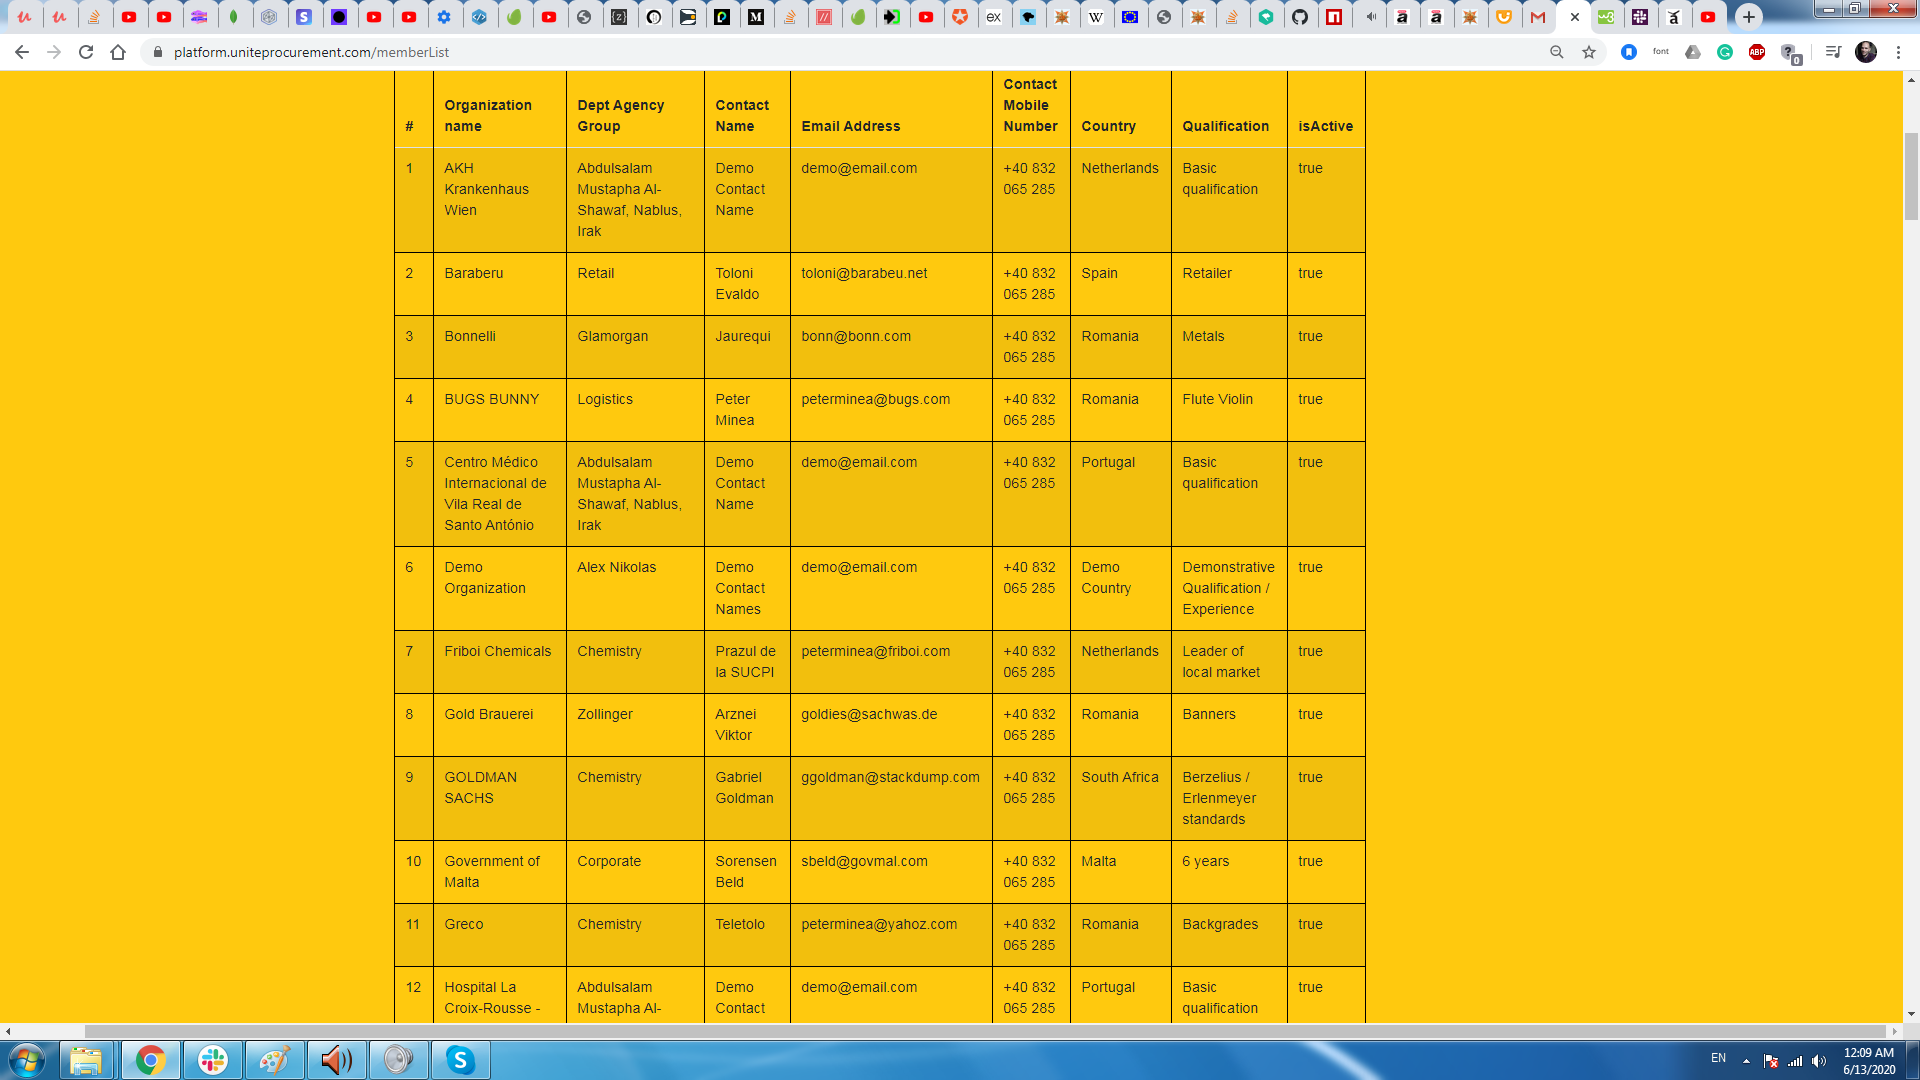 platform.uniteprocurement.com/memberList
font
ABP
0
# Organization name Dept Agency Group Contact Name Email Address Contact Mobile Number Country Qualification isActive
1 AKH Krankenhaus Wien Abdulsalam Mustapha Al-Shawaf, Nablus, Irak Demo Contact Name demo@email.com +40 832 065 285 Netherlands Basic qualification true
2 Baraberu Retail Toloni Evaldo toloni@barabeu.net +40 832 065 285 Spain Retailer true
3 Bonnelli Glamorgan Jaurequi bonn@bonn.com +40 832 065 285 Romania Metals true
4 BUGS BUNNY Logistics Peter Minea peterminea@bugs.com +40 832 065 285 Romania Flute Violin true
5 Centro Médico Internacional de Vila Real de Santo António Abdulsalam Mustapha Al-Shawaf, Nablus, Irak Demo Contact Name demo@email.com +40 832 065 285 Portugal Basic qualification true
6 Demo Organization Alex Nikolas Demo Contact Names demo@email.com +40 832 065 285 Demo Country Demonstrative Qualification / Experience true
7 Friboi Chemicals Chemistry Prazul de la SUCPI peterminea@friboi.com +40 832 065 285 Netherlands Leader of local market true
8 Gold Brauerei Zollinger Arznei Viktor goldies@sachwas.de +40 832 065 285 Romania Banners true
9 GOLDMAN SACHS Chemistry Gabriel Goldman ggoldman@stackdump.com +40 832 065 285 South Africa Berzelius / Erlenmeyer standards true
10 Government of Malta Corporate Sorensen Beld sbeld@govmal.com +40 832 065 285 Malta 6 years true
11 Greco Chemistry Teletolo peterminea@yahoz.com +40 832 065 285 Romania Backgrades true
12 Hospital La Croix-Rousse - Abdulsalam Mustapha Al- Demo Contact demo@email.com +40 832 065 285 Portugal Basic qualification true
EN
12:09 AM
6/13/2020